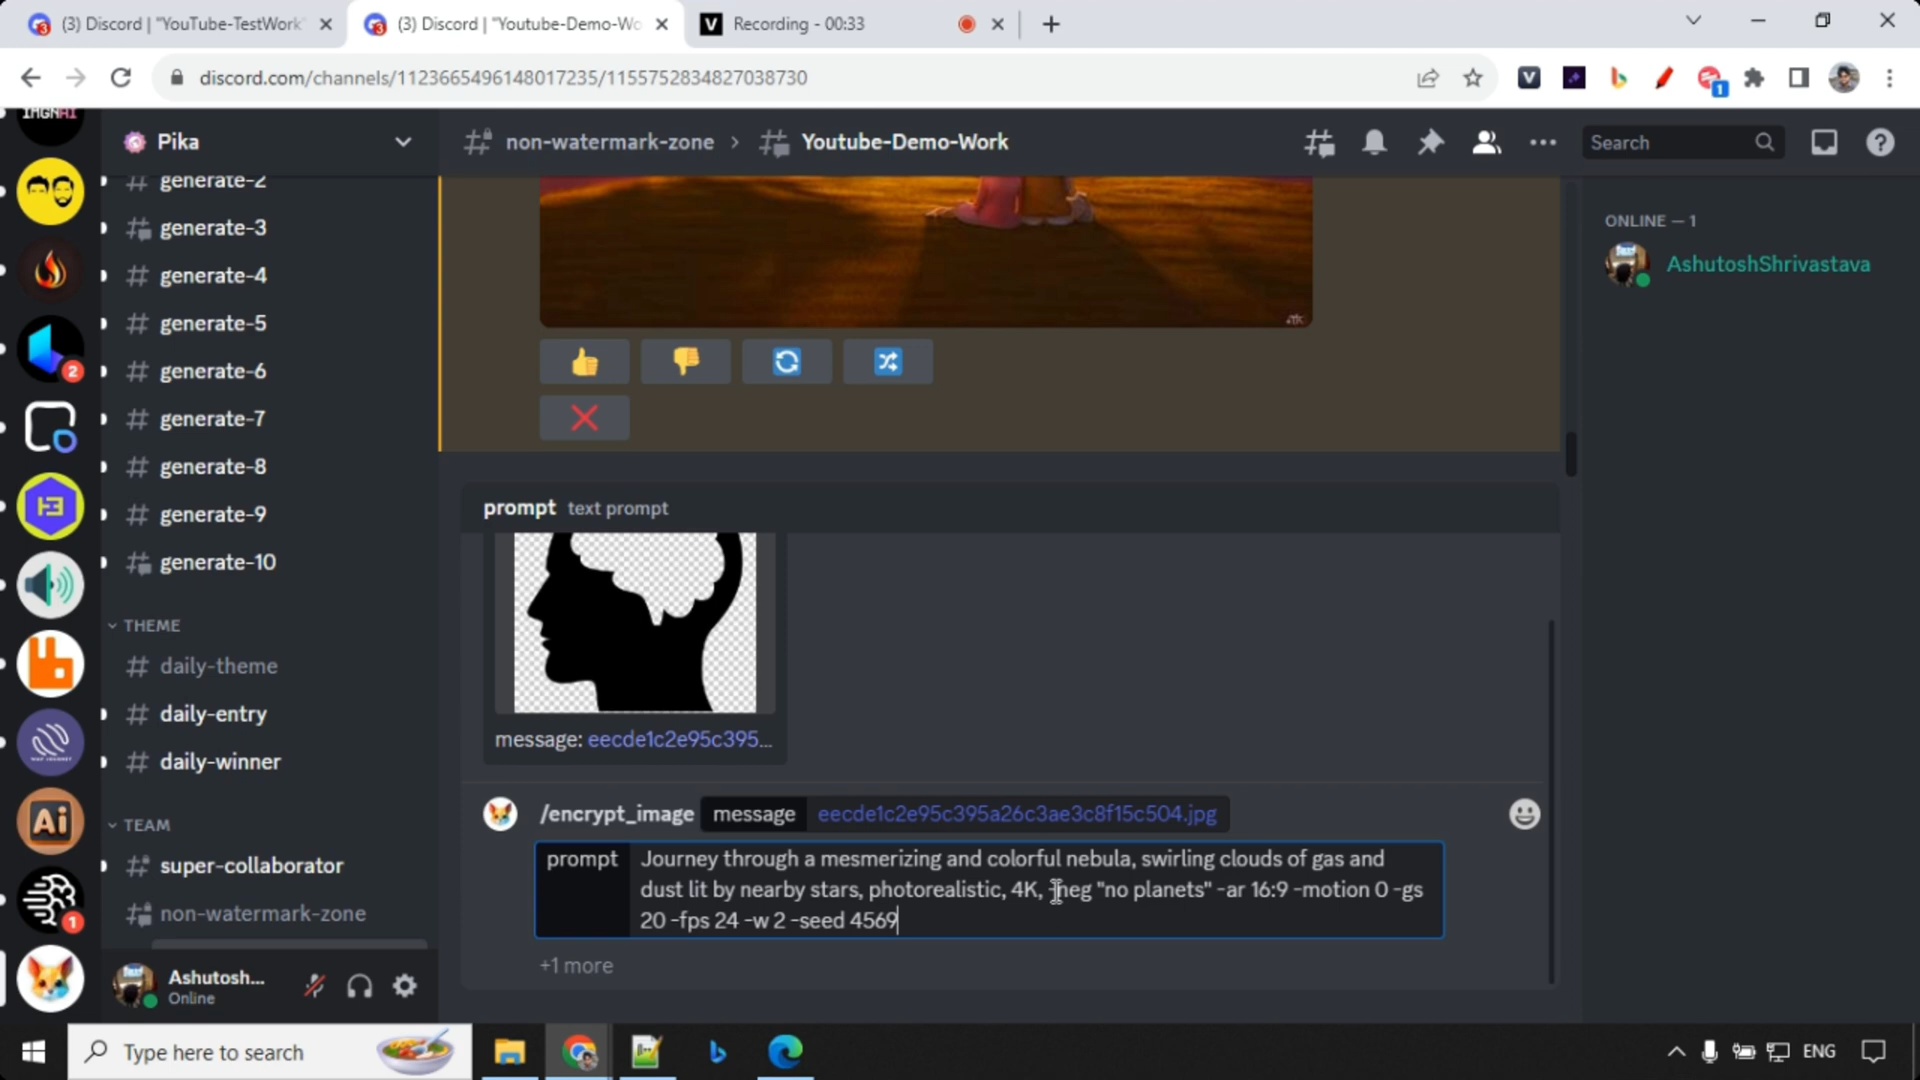 (3) Discord | "YouTube-TestWork"
(3) Discord | "Youtube-Demo-Wo
Recording - 00:33
discord.com/channels/1123665496148017235/1155752834827038730
1
IMGNAI
Pika
non-watermark-zone > Youtube-Demo-Work
Search
generate-2
generate-3
generate-4
generate-5
generate-6
generate-7
generate-8
generate-9
generate-10
THEME
daily-theme
daily-entry
daily-winner
TEAM
super-collaborator
non-watermark-zone
2
Ai
1
Ashutosh...
Online
prompt text prompt
message: eecde1c2e95c395...
/encrypt_image message eecde1c2e95c395a26c3ae3c8f15c504.jpg
prompt Journey through a mesmerizing and colorful nebula, swirling clouds of gas and
dust lit by nearby stars, photorealistic, 4K, -neg "no planets" -ar 16:9 -motion 0 -gs
20 -fps 24 -w 2 -seed 4569
+1 more
ONLINE — 1
AshutoshShrivastava
Type here to search
ENG